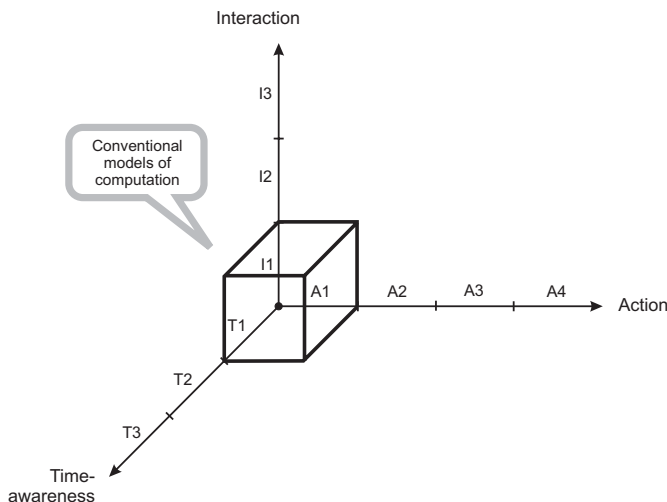 Interaction
I3
Conventional
models of
computation
I2
I1
A1
A2
A3
A4
Action
T1
T2
T3
Time-
awareness